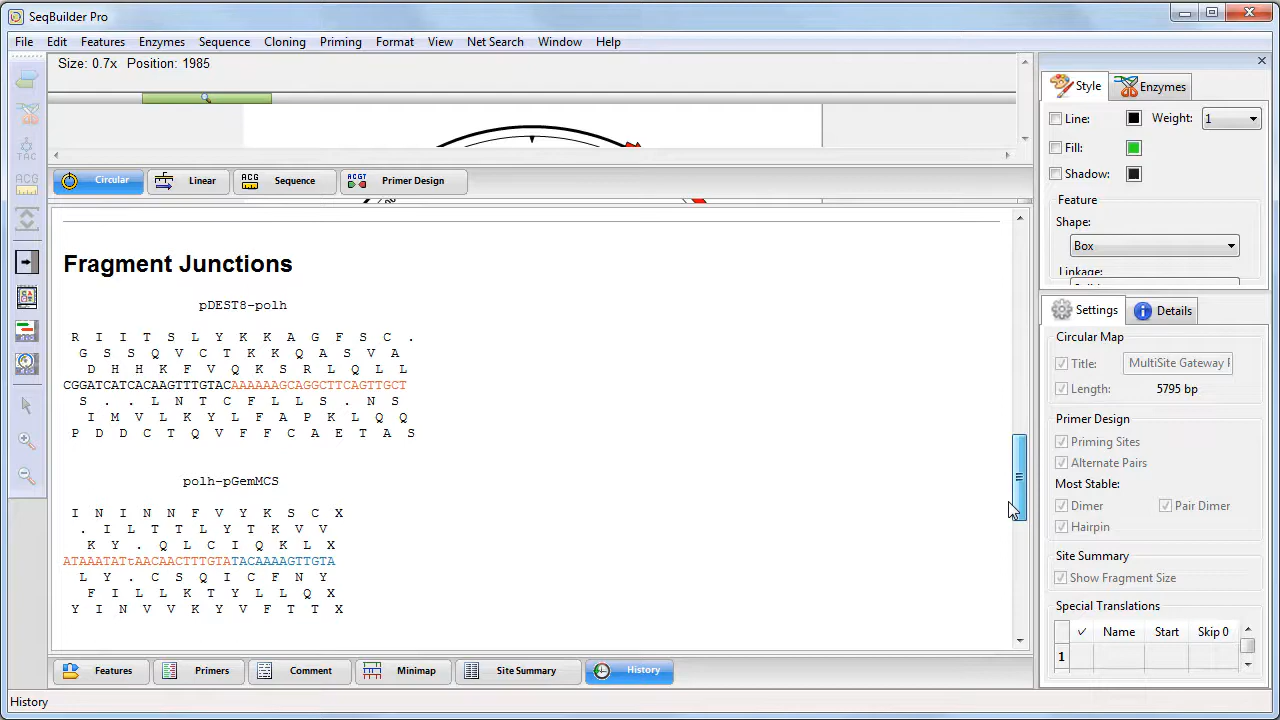 SeqBuilder Pro
File Edit Features Enzymes Sequence Cloning Priming Format View Net Search Window Help
Size: 0.7x Position: 1985
Circular Linear Sequence Primer Design
Fragment Junctions
pDEST8-polh
R I I T S L Y K K A G F S C .
G S S Q V C T K K Q A S V A
D H H K F V Q K S R L Q L L
CGGATCATCACAAGTTTGTACAAAAAAGCAGGCTTCAGTTGCT
S . . L N T C F L L S . N S
I M V L K Y L F A P K L Q Q
P D D C T Q V F F C A E T A S
polh-pGemMCS
I N I N N F V Y K S C X
. I L T T L Y T K V V
K Y . Q L C I Q K L X
ATAAATATtAACAACTTTGTATACAAAAGTTGTA
L Y . C S Q I C F N Y
F I L L K T Y L L Q X
Y I N V V K Y V F T T X
Features Primers Comment Minimap Site Summary History
History
Style Enzymes
Line: Weight: 1
Fill:
Shadow:
Feature
Shape:
Box
Linkage:
Settings Details
Circular Map
Title: MultiSite Gateway
Length: 5795 bp
Primer Design
Priming Sites
Alternate Pairs
Most Stable:
Dimer Pair Dimer
Hairpin
Site Summary
Show Fragment Size
Special Translations
✓ Name Start Skip 0
1